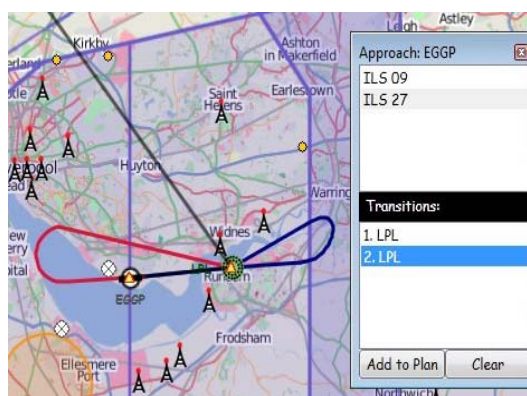 Leigh
Astley
Kirkby
Ashton
in Makerfield
Saint
Helens
Earlestown
Huyton
Warring
Widnes
LPL
EGGP
Frodsham
Ellesmere
Port
Northwich
Approach: EGGP
ILS 09
ILS 27
Transitions:
1. LPL
2. LPL
Add to Plan
Clear